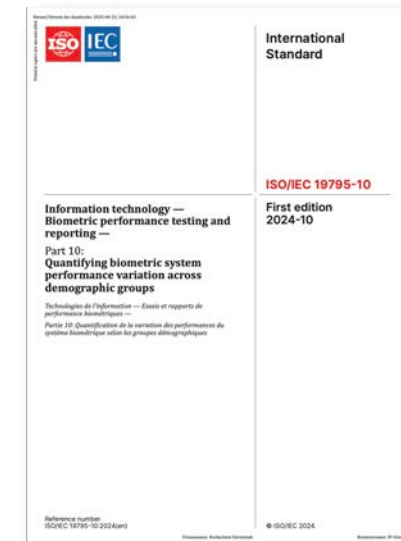 ISO IEC
International
Standard
ISO/IEC 19795-10
First edition
2024-10
Information technology —
Biometric performance testing and
reporting —
Part 10:
Quantifying biometric system
performance variation across
demographic groups
Technologies de l'information — Essais et rapports de
performance biométriques —
Partie 10: Quantification de la variation des performances du
système biométrique selon les groupes démographiques
Reference number
ISO/IEC 19795-10:2024(en)
© ISO/IEC 2024